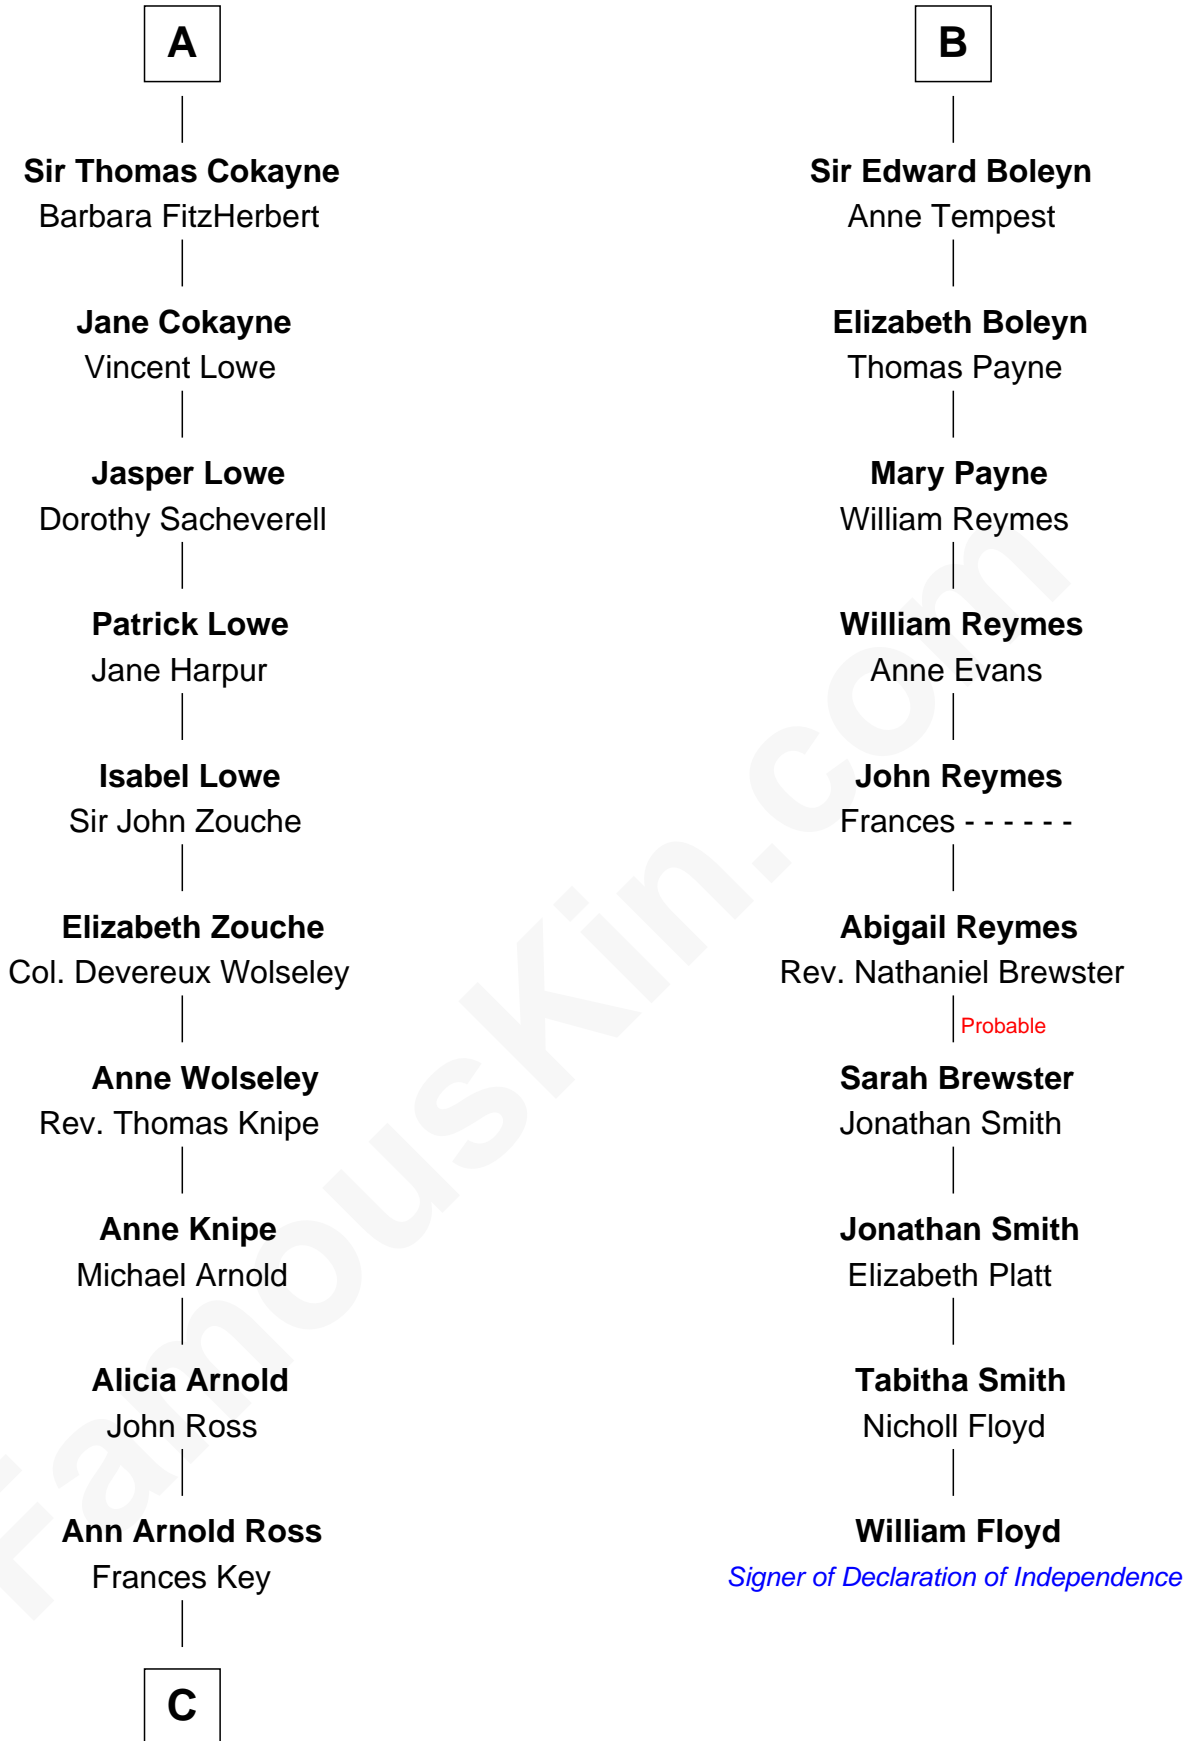 A
Sir Thomas Cokayne
Barbara FitzHerbert
Jane Cokayne
Vincent Lowe
Jasper Lowe
Dorothy Sacheverell
Patrick Lowe
Jane Harpur
Isabel Lowe
Sir John Zouche
Elizabeth Zouche
Col. Devereux Wolseley
Anne Wolseley
Rev. Thomas Knipe
Anne Knipe
Michael Arnold
Alicia Arnold
John Ross
Ann Arnold Ross
Frances Key
C
B
Sir Edward Boleyn
Anne Tempest
Elizabeth Boleyn
Thomas Payne
Mary Payne
William Reymes
William Reymes
Anne Evans
John Reymes
Frances - - - - - -
Abigail Reymes
Rev. Nathaniel Brewster
Probable
Sarah Brewster
Jonathan Smith
Jonathan Smith
Elizabeth Platt
Tabitha Smith
Nicholl Floyd
William Floyd
Signer of Declaration of Independence
FamousKin.com